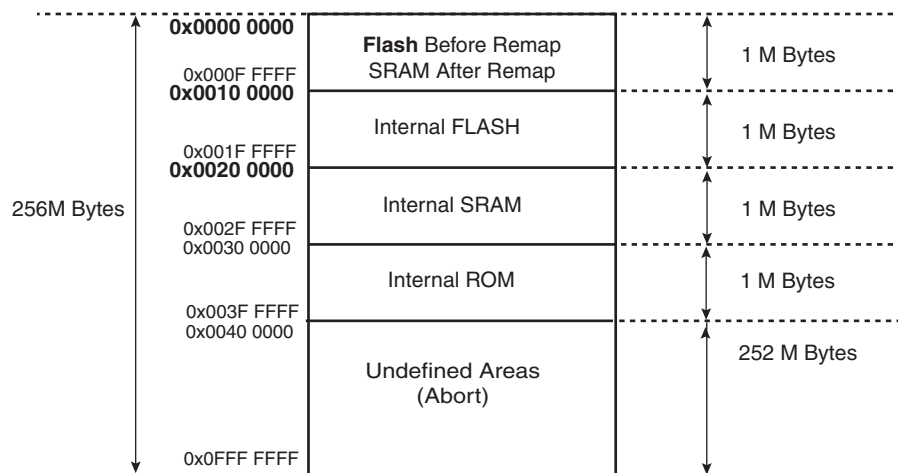 0x0000 0000
Flash Before Remap
SRAM After Remap
1 M Bytes
0x000F FFFF
0x0010 0000
Internal FLASH
1 M Bytes
0x001F FFFF
0x0020 0000
256M Bytes
Internal SRAM
1 M Bytes
0x002F FFFF
0x0030 0000
Internal ROM
1 M Bytes
0x003F FFFF
0x0040 0000
252 M Bytes
Undefined Areas
(Abort)
0x0FFF FFFF